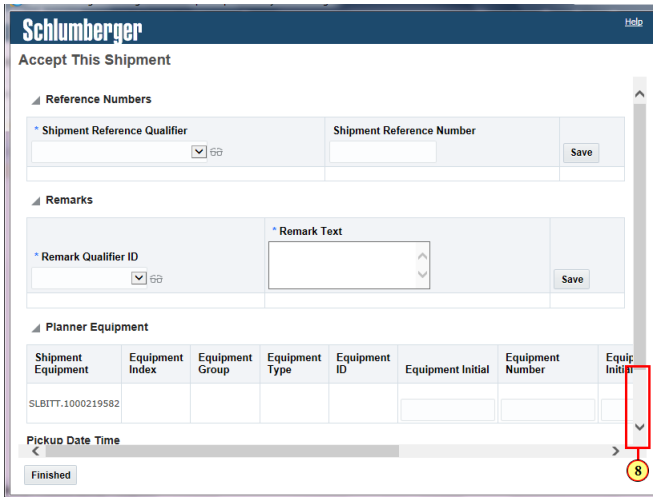 Schlumberger
Help
Accept This Shipment
Reference Numbers
* Shipment Reference Qualifier
Shipment Reference Number
Save
Remarks
* Remark Text
* Remark Qualifier ID
Save
Planner Equipment
Shipment Equipment
Equipment Index
Equipment Group
Equipment Type
Equipment ID
Equipment Initial
Equipment Number
Equip
Initial
SLBITT.1000219582
Pickup Date Time
Finished
8